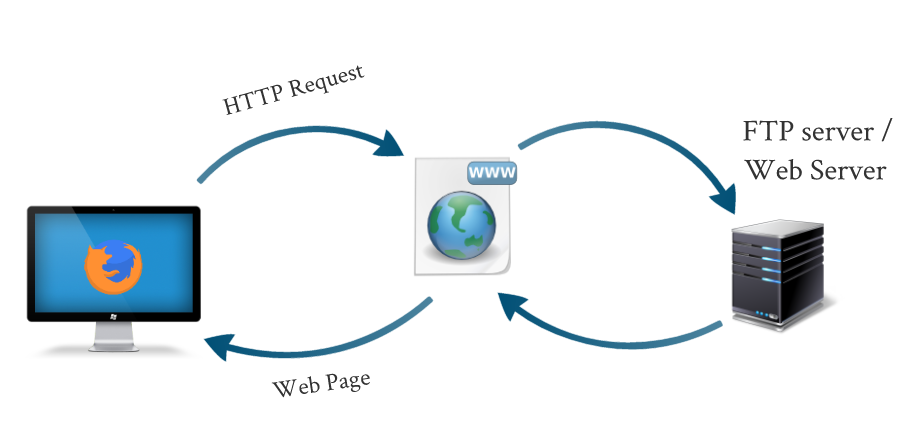 HTTP Request
FTP server /
Web Server
www
Web Page